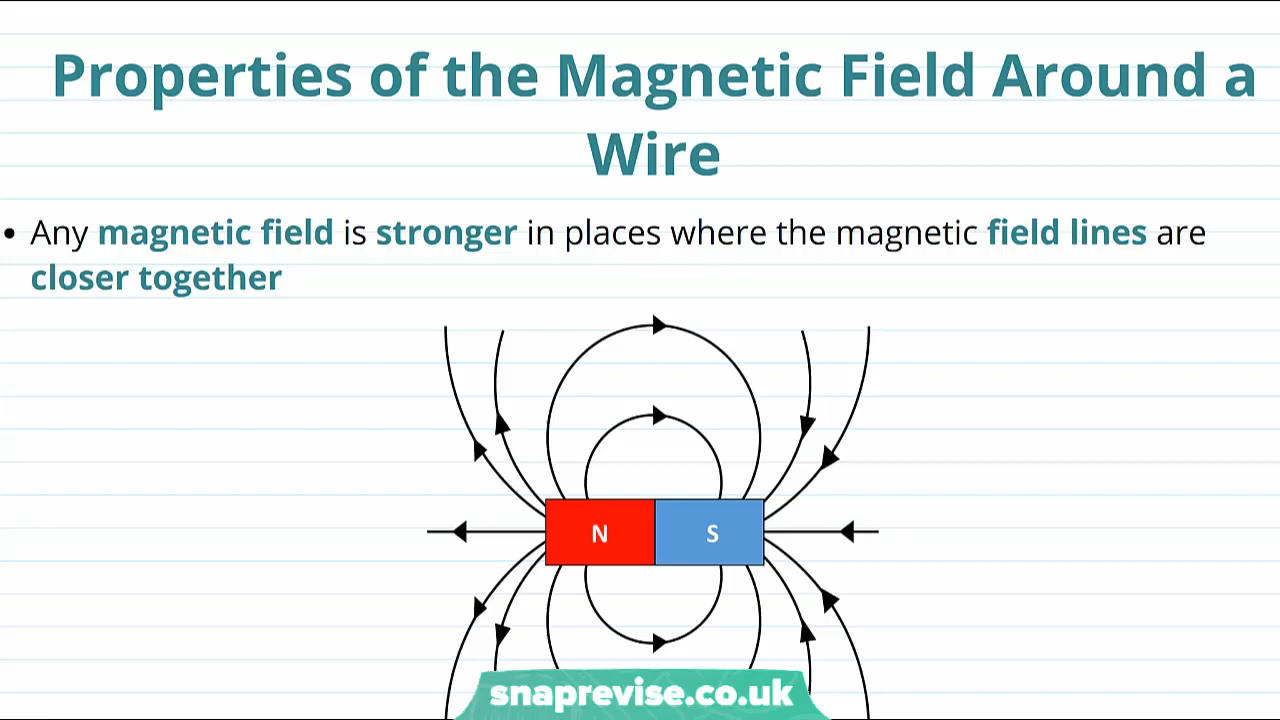 Properties of the Magnetic Field Around a
Wire
• Any magnetic field is stronger in places where the magnetic field lines are
closer together
N S
snaprevise.co.uk